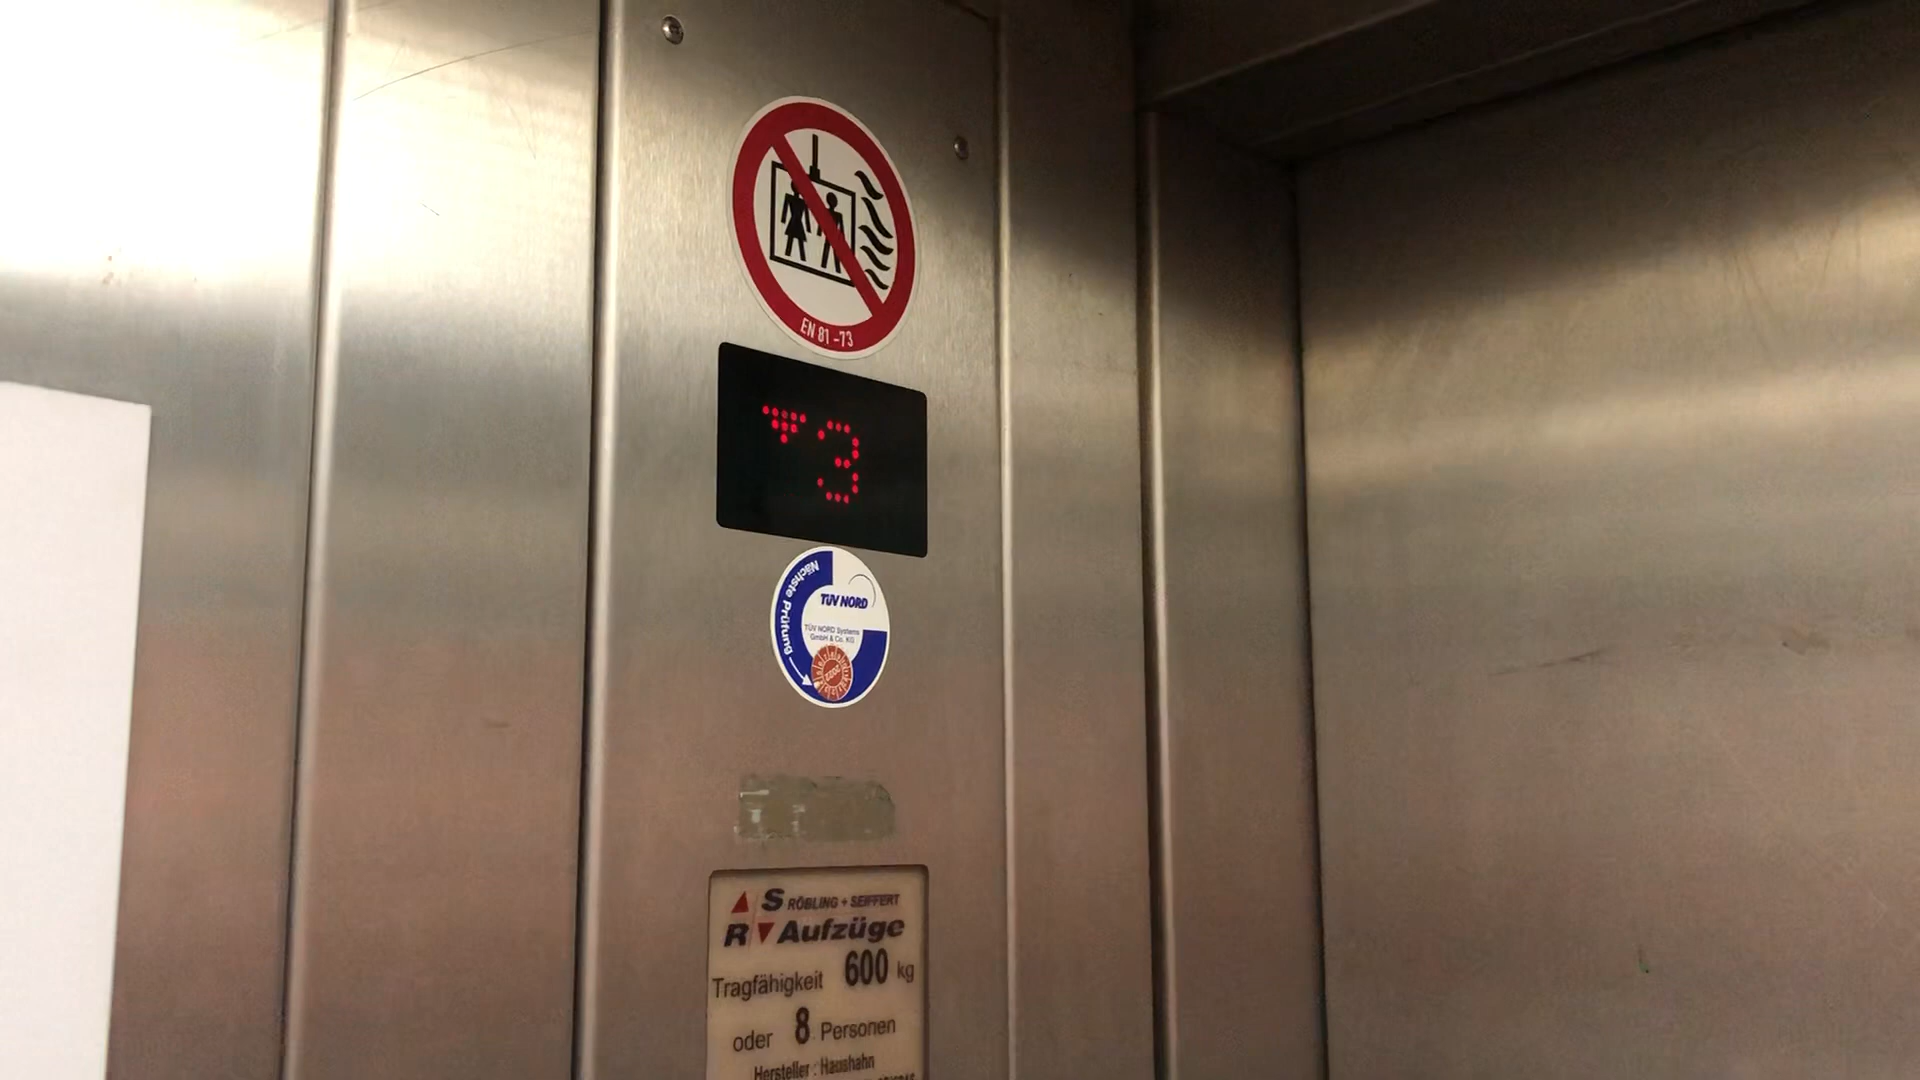 EN 81-73
3
Nächste Prüfung
TÜV NORD
TÜV NORD Systems
GmbH & Co. KG
2022
S RÖBLING + SEIFFERT
R Aufzüge
Tragfähigkeit 600 kg
oder 8 Personen
Hersteller : Haushahn